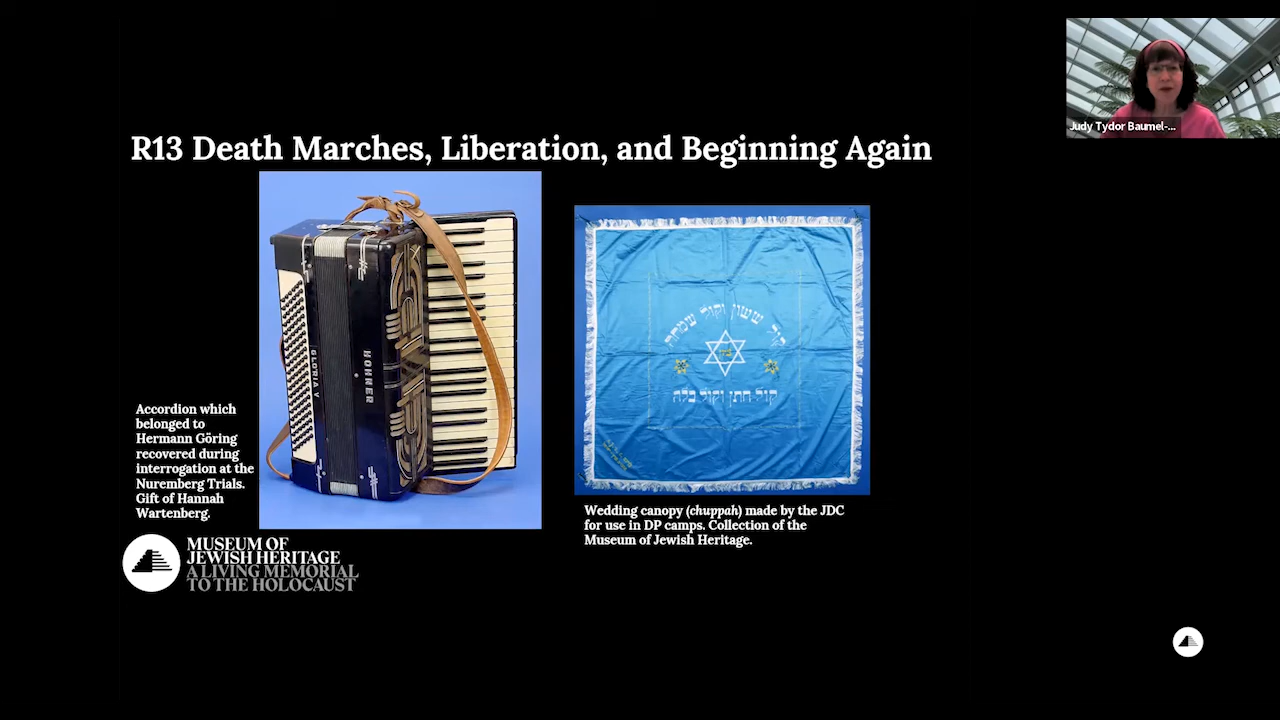 R13 Death Marches, Liberation, and Beginning Again
Judy Tydor Baumel-...
GLORIA V
HOHNER
קול ששון וקול שמחה
קול חתן וקול כלה
Accordion which
belonged to
Hermann Göring
recovered during
interrogation at the
Nuremberg Trials.
Gift of Hannah
Wartenberg.
Wedding canopy (chuppah) made by the JDC
for use in DP camps. Collection of the
Museum of Jewish Heritage.
MUSEUM OF
JEWISH HERITAGE
A LIVING MEMORIAL
TO THE HOLOCAUST